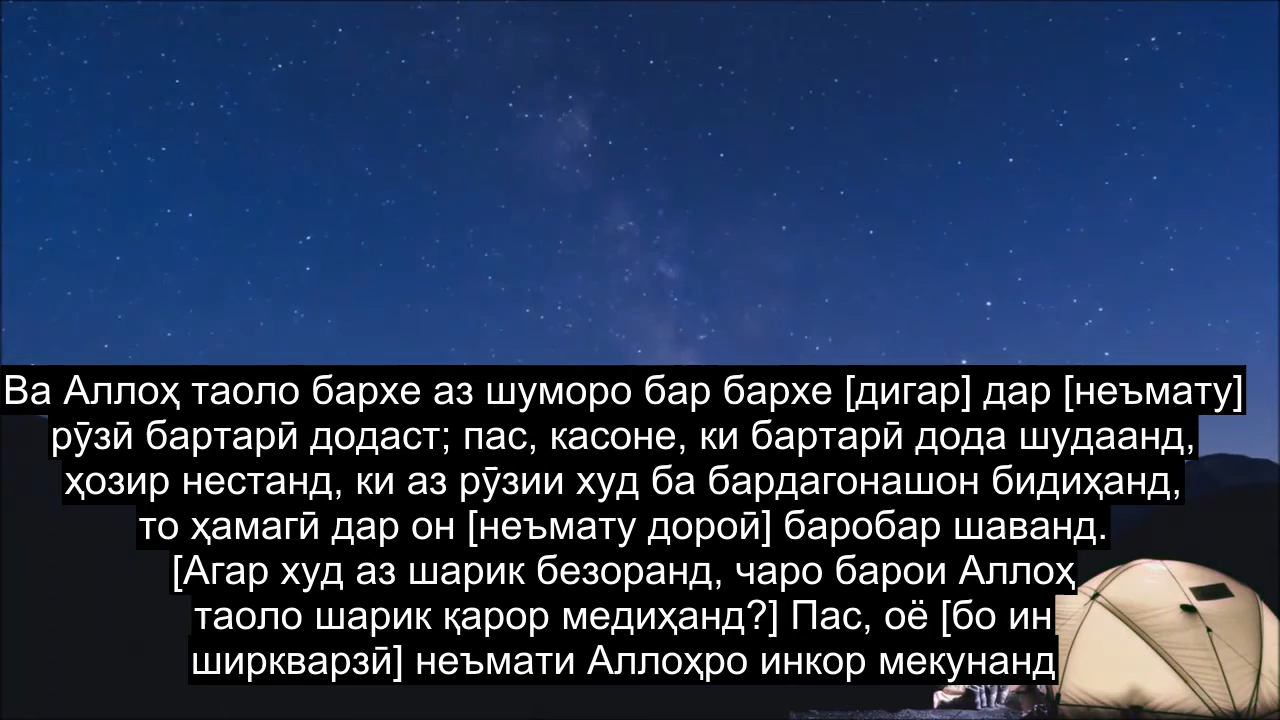 Ва Аллоҳ таоло бархе аз шуморо бар бархе [дигар] дар [неъмату]
рӯзӣ бартарӣ додаст; пас, касоне, ки бартарӣ дода шудаанд,
ҳозир нестанд, ки аз рӯзии худ ба бардагонашон бидиҳанд,
то ҳамагӣ дар он [неъмату дороӣ] баробар шаванд.
[Агар худ аз шарик безоранд, чаро барои Аллоҳ
таоло шарик қарор медиҳанд?] Пас, оё [бо ин
ширкварзӣ] неъмати Аллоҳро инкор мекунанд